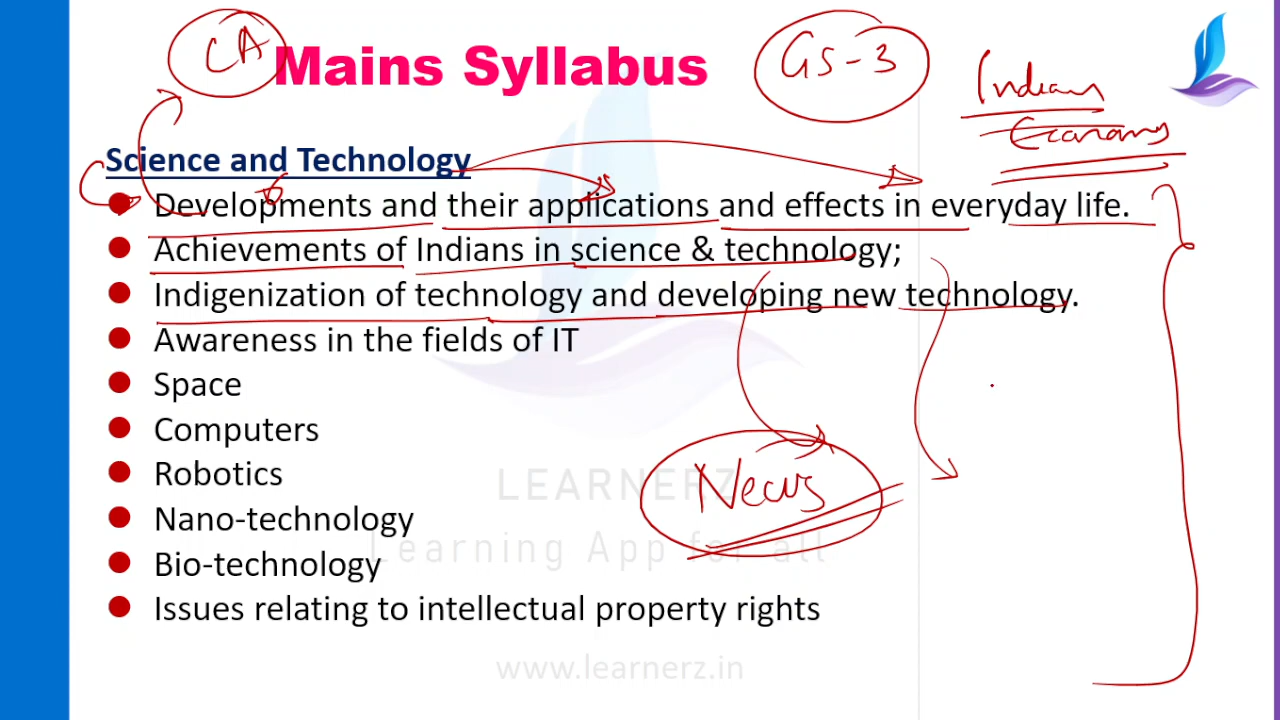 CA
Mains Syllabus
GS-3
Indian
Economy
Science and Technology
Developments and their applications and effects in everyday life.
Achievements of Indians in science & technology;
Indigenization of technology and developing new technology.
Awareness in the fields of IT
Space
Computers
Robotics
News
LEARNERZ
Nano-technology
Learning App for all
Bio-technology
Issues relating to intellectual property rights
www.learnerz.in